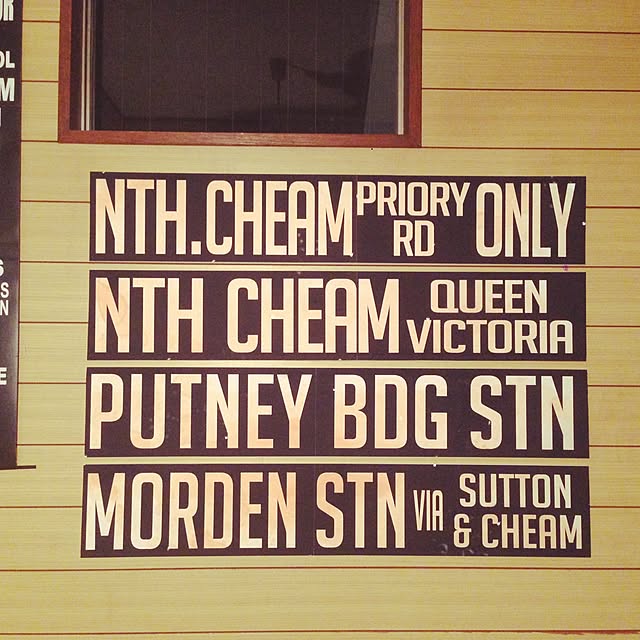 NTH. CHEAM PRIORY RD ONLY
NTH CHEAM QUEEN VICTORIA
PUTNEY BDG STN
MORDEN STN VIA SUTTON & CHEAM